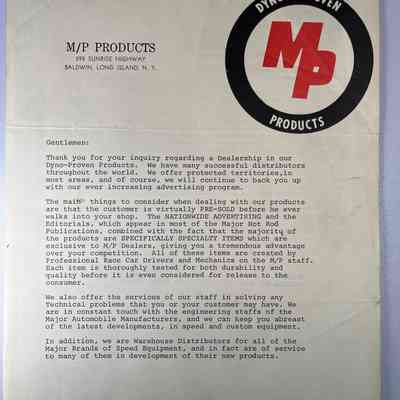 M/P PRODUCTS
898 SUNRISE HIGHWAY
BALDWIN, LONG ISLAND, N. Y.
DYNO-PROVEN
MP
PRODUCTS
Gentlemen:
Thank you for your inquiry regarding a Dealership in our
Dyno-Proven Products. We have many successful distributors
throughout the world. We offer protected territories,in
most areas, and of course, we will continue to back you up
with our ever increasing advertising program.
The main things to consider when dealing with our products
are that the customer is virtually PRE-SOLD before he ever
walks into your shop. The NATIONWIDE ADVERTISING and the
Editorials, which appear in most of the Major Hot Rod
Publications, combined with the fact that the majority of
the products are SPECIFICALLY SPECIALTY ITEMS which are
exclusive to M/P Dealers, giving you a tremendous advantage
over your competition. All of these items are created by
Professional Race Car Drivers and Mechanics on the M/P staff.
Each item is thoroughly tested for both durability and
quality before it is even considered for release to the
consumer.
We also offer the services of our staff in solving any
Technical problems that you or your customer may have. We
are in constant touch with the engineering staffs of the
Major Automobile Manufacturers, and we can keep you abreast
of the latest developments, in speed and custom equipment.
In addition, we are Warehouse Distributors for all of the
Major Brands of Speed Equipment, and in fact are of service
to many of them in development of their new products.